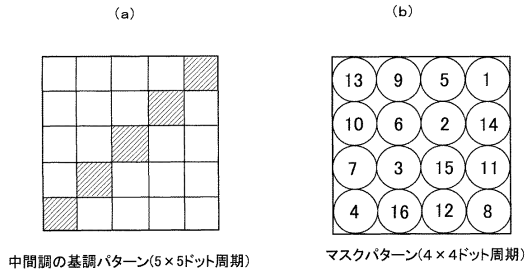 (a)
(b)
13 9 5 1
10 6 2 14
7 3 15 11
4 16 12 8
中間調の基調パターン(5×5ドット周期)
マスクパターン(4×4ドット周期)